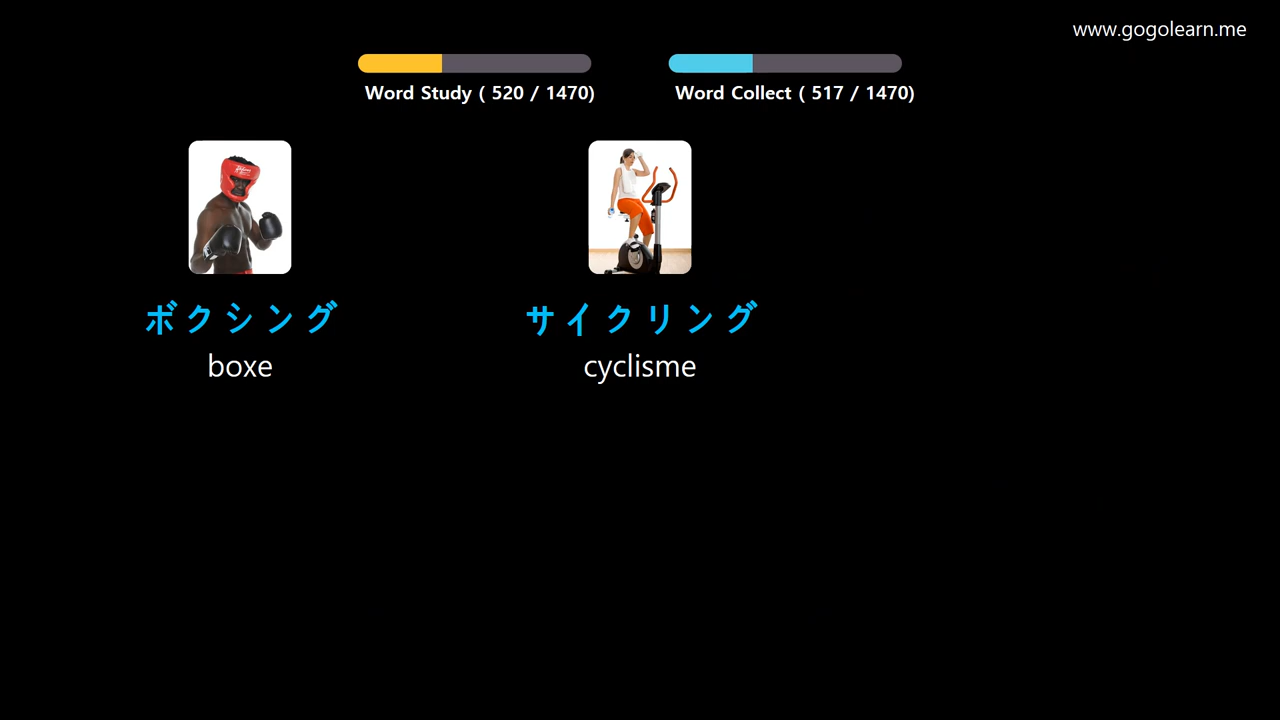 www.gogolearn.me
Word Study ( 520 / 1470)
Word Collect ( 517 / 1470)
ボクシング
サイクリング
boxe
cyclisme